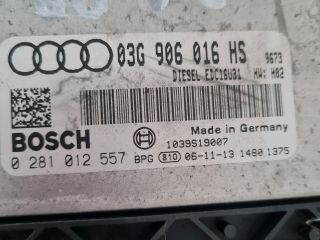 03G 906 016 HS
9673
DIESEL EDC16U31 HW: H02
Made in Germany
BOSCH
1039S19007
0 281 012 557 BPG 810 06-11-13 1480 1375